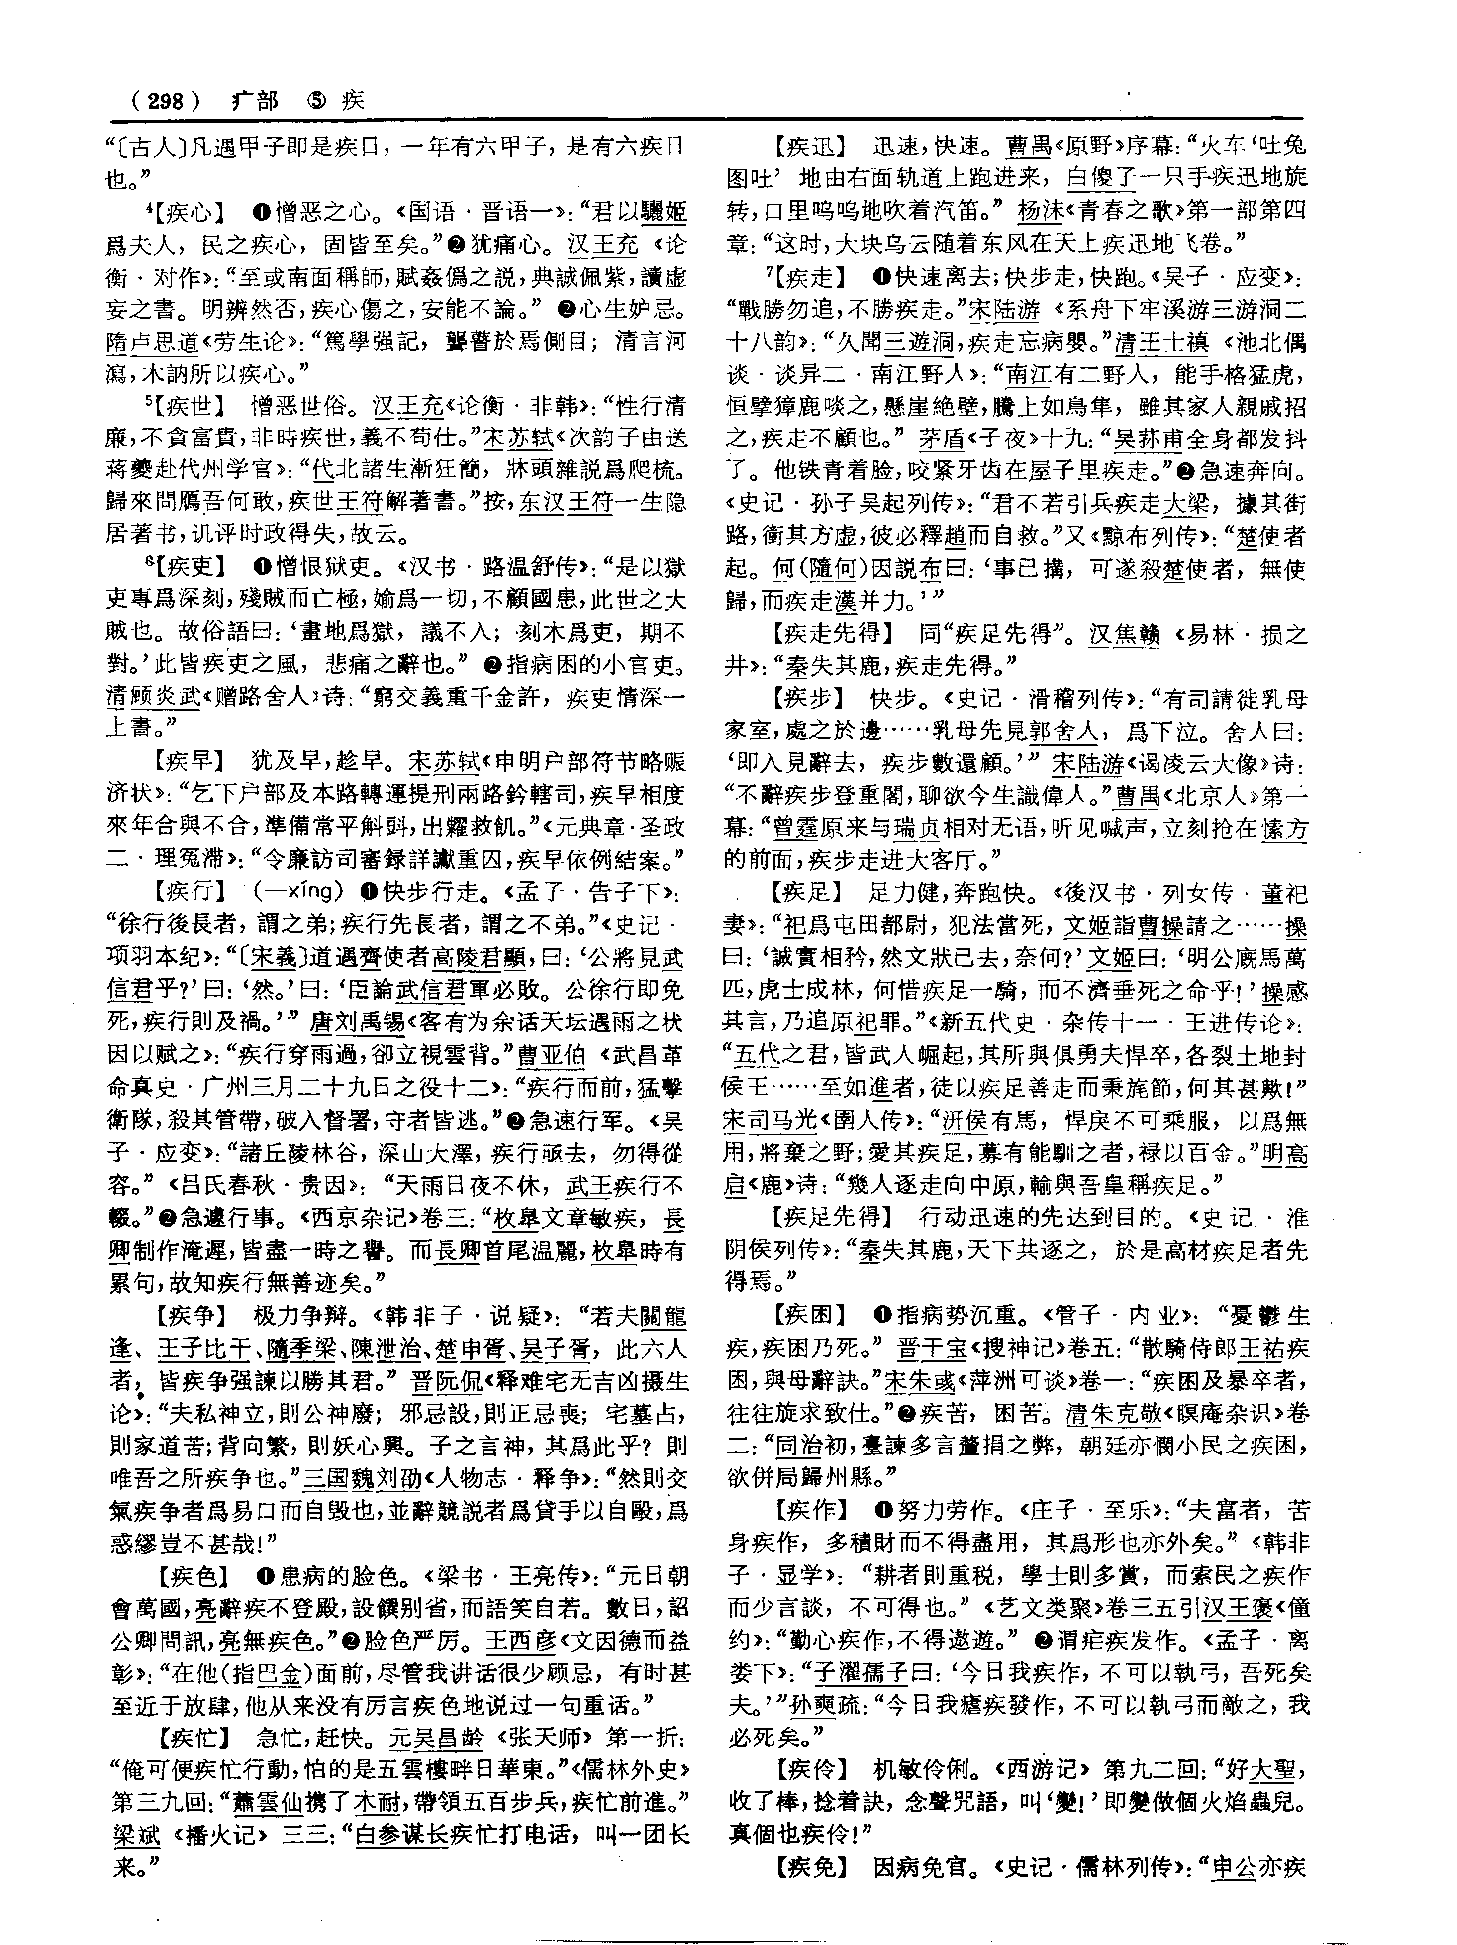 (298) 疒部 ⑤ 疾
“〔古人〕凡遇甲子即是疾日，一年有六甲子，是有六疾日
也。”
⁴【疾心】 ❶憎恶之心。《国语·晋语一》：“君以驪姬
爲夫人，民之疾心，固皆至矣。”❷犹痛心。汉王充《论
衡·对作》：“至或南面稱師，賦姦僞之説，典誠佩紫，讀虚
妄之書。明辨然否，疾心傷之，安能不論。”❷心生妒忌。
隋卢思道《劳生论》：“篤學强記，聾瞽於焉側目；清言河
瀉，木訥所以疾心。”
⁵【疾世】 憎恶世俗。汉王充《论衡·非韩》：“性行清
廉，不貪富貴，非時疾世，義不苟仕。”宋苏轼《次韵子由送
蒋夔赴代州学官》：“代北諸生漸狂簡，牀頭雜説爲爬梳。
歸來問鴈吾何敢，疾世王符解著書。”按，东汉王符一生隐
居著书，讥评时政得失，故云。
⁶【疾吏】 ❶憎恨狱吏。《汉书·路温舒传》：“是以獄
吏專爲深刻，殘賊而亡極，婾爲一切，不顧國患，此世之大
賊也。故俗語曰：‘畫地爲獄，議不入；刻木爲吏，期不
對。’此皆疾吏之風，悲痛之辭也。”❷指病困的小官吏。
清顾炎武《赠路舍人》诗：“窮交義重千金許，疾吏情深一
上書。”
【疾早】 犹及早，趁早。宋苏轼《申明户部符节略赈
济状》：“乞下户部及本路轉運提刑兩路鈐轄司，疾早相度
來年合與不合，準備常平斛㪷，出糶救飢。”《元典章·圣政
二·理冤滞》：“令廉訪司審録詳讞重囚，疾早依例結案。”
【疾行】 (—xíng) ❶快步行走。《孟子·告子下》：
“徐行後長者，謂之弟；疾行先長者，謂之不弟。”《史记·
项羽本纪》：“〔宋義〕道遇齊使者高陵君顯，曰：‘公將見武
信君乎？’曰：‘然。’曰：‘臣論武信君軍必敗。公徐行即免
死，疾行則及禍。’”唐刘禹锡《客有为余话天坛遇雨之状
因以赋之》：“疾行穿雨過，卻立視雲背。”曹亚伯《武昌革
命真史·广州三月二十九日之役十二》：“疾行而前，猛擊
衛隊，殺其管帶，破入督署，守者皆逃。”❷急速行军。《吴
子·应变》：“諸丘陵林谷，深山大澤，疾行亟去，勿得從
容。”《吕氏春秋·贵因》：“天雨日夜不休，武王疾行不
輟。”❷急遽行事。《西京杂记》卷三：“枚皋文章敏疾，長
卿制作淹遲，皆盡一時之譽。而長卿首尾温麗，枚皋時有
累句，故知疾行無善迹矣。”
【疾争】 极力争辩。《韩非子·说疑》：“若夫關龍
逢、王子比干、隨季梁、陳泄冶、楚申胥、吴子胥，此六人
者，皆疾争强諫以勝其君。”晋阮侃《释难宅无吉凶摄生
论》：“夫私神立，則公神廢；邪忌設，則正忌喪；宅墓占，
則家道苦；背向繁，則妖心興。子之言神，其爲此乎？則
唯吾之所疾争也。”三国魏刘劭《人物志·释争》：“然則交
氣疾争者爲易口而自毁也，並辭競説者爲貸手以自毆，爲
惑繆豈不甚哉！”
【疾色】 ❶患病的脸色。《梁书·王亮传》：“元日朝
會萬國，亮辭疾不登殿，設饌别省，而語笑自若。數日，詔
公卿問訊，亮無疾色。”❷脸色严厉。王西彦《文因德而益
彰》：“在他（指巴金）面前，尽管我讲话很少顾忌，有时甚
至近于放肆，他从来没有厉言疾色地说过一句重话。”
【疾忙】 急忙，赶快。元吴昌龄《张天师》第一折：
“俺可便疾忙行動，怕的是五雲樓畔日華東。”《儒林外史》
第三九回：“蕭雲仙携了木耐，帶領五百步兵，疾忙前進。”
梁斌《播火记》三三：“白参谋长疾忙打电话，叫一团长
来。”
【疾迅】 迅速，快速。曹禺《原野》序幕：“火车‘吐兔
图吐’地由右面轨道上跑进来，白傻子一只手疾迅地旋
转，口里呜呜地吹着汽笛。”杨沫《青春之歌》第一部第四
章：“这时，大块乌云随着东风在天上疾迅地飞卷。”
⁷【疾走】 ❶快速离去；快步走，快跑。《吴子·应变》：
“戰勝勿追，不勝疾走。”宋陆游《系舟下牢溪游三游洞二
十八韵》：“久聞三遊洞，疾走忘病嬰。”清王士禛《池北偶
谈·谈异二·南江野人》：“南江有二野人，能手格猛虎，
恒擘獐鹿啖之，懸崖絶壁，騰上如鳥隼，雖其家人親戚招
之，疾走不顧也。”茅盾《子夜》十九：“吴荪甫全身都发抖
了。他铁青着脸，咬紧牙齿在屋子里疾走。”❷急速奔向。
《史记·孙子吴起列传》：“君不若引兵疾走大梁，據其街
路，衝其方虚，彼必釋趙而自救。”又《黥布列传》：“楚使者
起。何（隨何）因説布曰：‘事已搆，可遂殺楚使者，無使
歸，而疾走漢并力。’”
【疾走先得】 同“疾足先得”。汉焦赣《易林·损之
井》：“秦失其鹿，疾走先得。”
【疾步】 快步。《史记·滑稽列传》：“有司請徙乳母
家室，處之於邊……乳母先見郭舍人，爲下泣。舍人曰：
‘即入見辭去，疾步數還顧。’”宋陆游《谒凌云大像》诗：
“不辭疾步登重閣，聊欲今生識偉人。”曹禺《北京人》第一
幕：“曾霆原来与瑞贞相对无语，听见喊声，立刻抢在愫方
的前面，疾步走进大客厅。”
【疾足】 足力健，奔跑快。《後汉书·列女传·董祀
妻》：“祀爲屯田都尉，犯法當死，文姬詣曹操請之……操
曰：‘誠實相矜，然文狀已去，奈何？’文姬曰：‘明公廄馬萬
匹，虎士成林，何惜疾足一騎，而不濟垂死之命乎！’操感
其言，乃追原祀罪。”《新五代史·杂传十一·王进传论》：
“五代之君，皆武人崛起，其所與俱勇夫悍卒，各裂土地封
侯王……至如進者，徒以疾足善走而秉旄節，何其甚歟！”
宋司马光《圉人传》：“汧侯有馬，悍戾不可乘服，以爲無
用，將棄之野；愛其疾足，募有能馴之者，禄以百金。”明高
启《鹿》诗：“幾人逐走向中原，輸與吾皇稱疾足。”
【疾足先得】 行动迅速的先达到目的。《史记·淮
阴侯列传》：“秦失其鹿，天下共逐之，於是高材疾足者先
得焉。”
【疾困】 ❶指病势沉重。《管子·内业》：“憂鬱生
疾，疾困乃死。”晋干宝《搜神记》卷五：“散騎侍郎王祐疾
困，與母辭訣。”宋朱彧《萍洲可谈》卷一：“疾困及暴卒者，
往往旋求致仕。”❷疾苦，困苦。清朱克敬《瞑庵杂识》卷
二：“同治初，臺諫多言釐捐之弊，朝廷亦憫小民之疾困，
欲併局歸州縣。”
【疾作】 ❶努力劳作。《庄子·至乐》：“夫富者，苦
身疾作，多積財而不得盡用，其爲形也亦外矣。”《韩非
子·显学》：“耕者則重税，學士則多賞，而索民之疾作
而少言談，不可得也。”《艺文类聚》卷三五引汉王褒《僮
约》：“勤心疾作，不得遨遊。”❷谓疟疾发作。《孟子·离
娄下》：“子濯孺子曰：‘今日我疾作，不可以執弓，吾死矣
夫。’”孙奭疏：“今日我瘧疾發作，不可以執弓而敵之，我
必死矣。”
【疾伶】 机敏伶俐。《西游记》第九二回：“好大聖，
收了棒，捻着訣，念聲咒語，叫‘變！’即變做個火焰蟲兒。
真個也疾伶！”
【疾免】 因病免官。《史记·儒林列传》：“申公亦疾